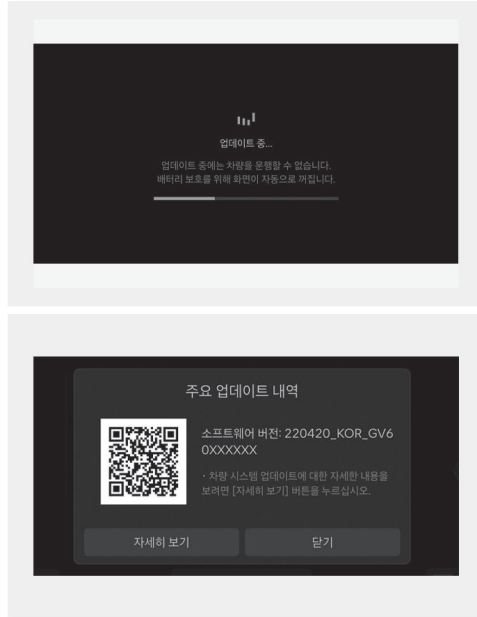 업데이트 중...
업데이트 중에는 차량을 운행할 수 없습니다.
배터리 보호를 위해 화면이 자동으로 꺼집니다.
주요 업데이트 내역
소프트웨어 버전: 220420_KOR_GV6
0XXXXXX
· 차량 시스템 업데이트에 대한 자세한 내용을
보려면 [자세히 보기] 버튼을 누르십시오.
자세히 보기
닫기